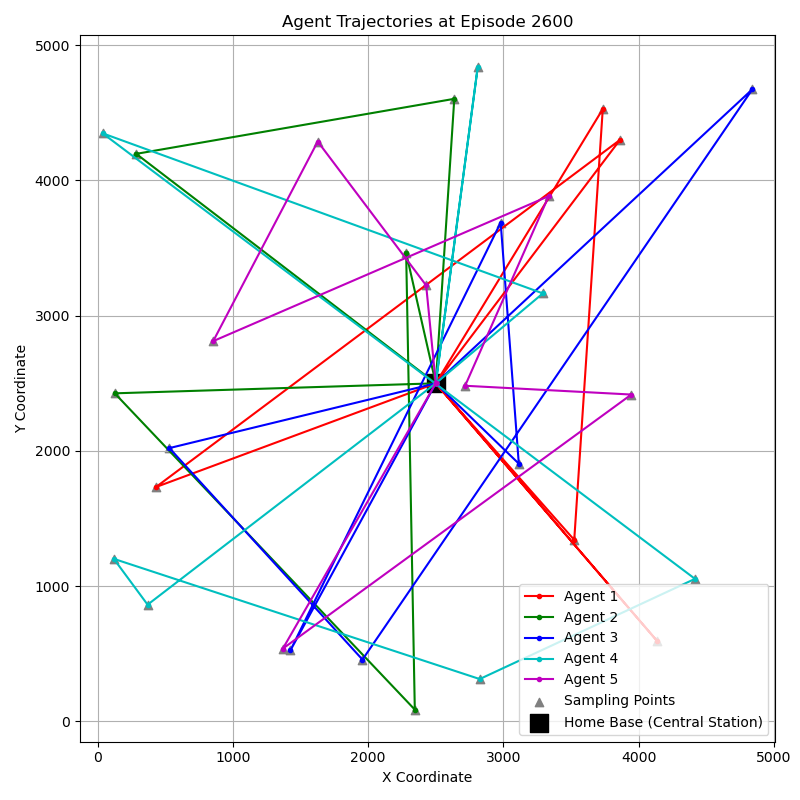 Agent Trajectories at Episode 2600
Y Coordinate
5000
4000
3000
2000
1000
0
0 1000 2000 3000 4000 5000
X Coordinate
Agent 1
Agent 2
Agent 3
Agent 4
Agent 5
Sampling Points
Home Base (Central Station)